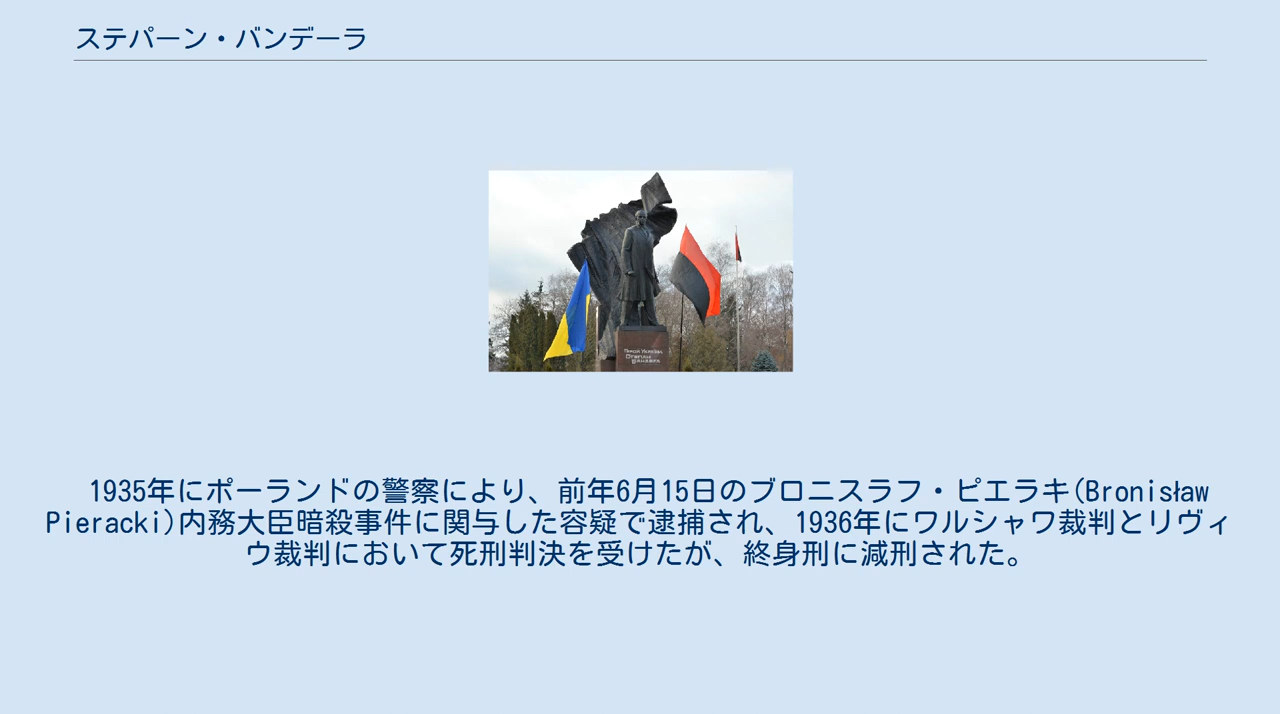 ステパーン・バンデーラ
Герой України
Степан
Бандера
1935年にポーランドの警察により、前年6月15日のブロニスラフ・ピエラキ(Bronisław
Pieracki)内務大臣暗殺事件に関与した容疑で逮捕され、1936年にワルシャワ裁判とリヴィ
ウ裁判において死刑判決を受けたが、終身刑に減刑された。